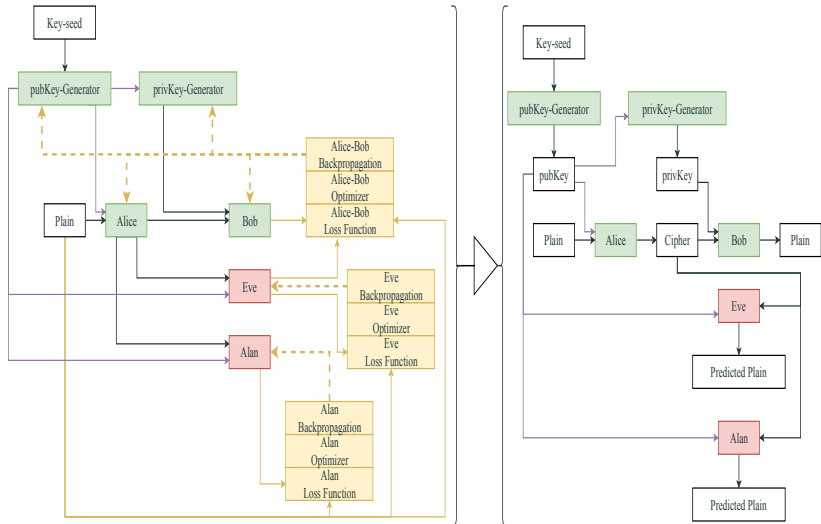 Key-seed
pubKey-Generator
privKey-Generator
Alice-Bob
Backpropagation
Alice-Bob
Optimizer
Alice-Bob
Loss Function
Plain
Alice
Bob
Eve
Eve
Backpropagation
Eve
Optimizer
Eve
Loss Function
Alan
Alan
Backpropagation
Alan
Optimizer
Alan
Loss Function
Key-seed
pubKey-Generator
privKey-Generator
pubKey
privKey
Plain
Alice
Cipher
Bob
Plain
Eve
Predicted Plain
Alan
Predicted Plain